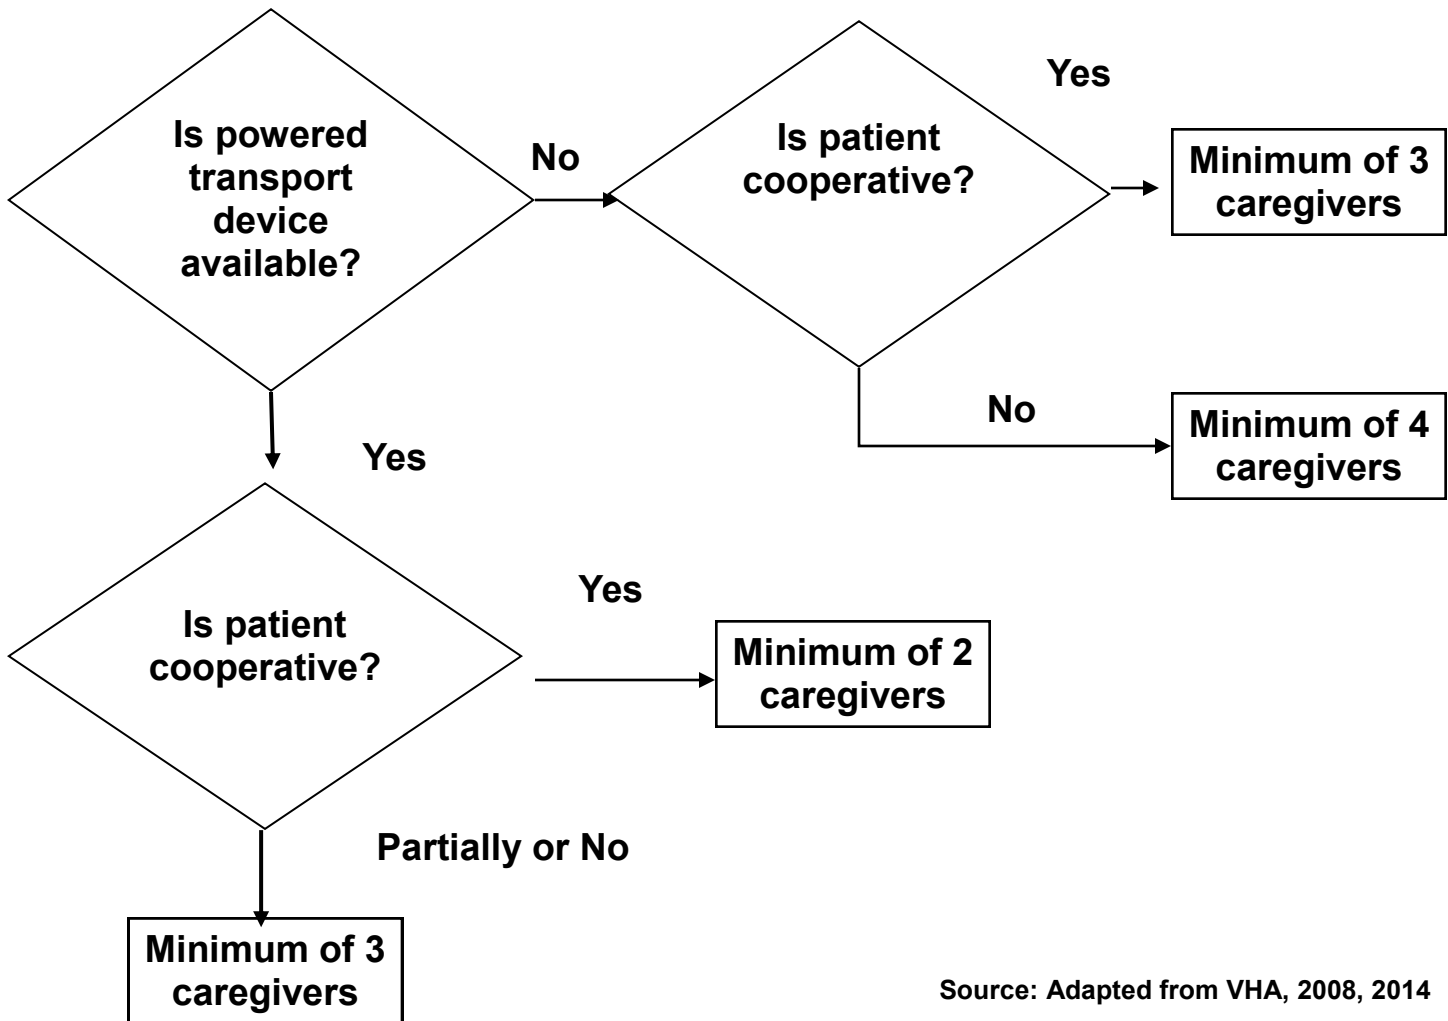 Is powered
transport
device
available?
No
Is patient
cooperative?
Yes
Minimum of 3
caregivers
No
Minimum of 4
caregivers
Yes
Is patient
cooperative?
Yes
Minimum of 2
caregivers
Partially or No
Minimum of 3
caregivers
Source: Adapted from VHA, 2008, 2014